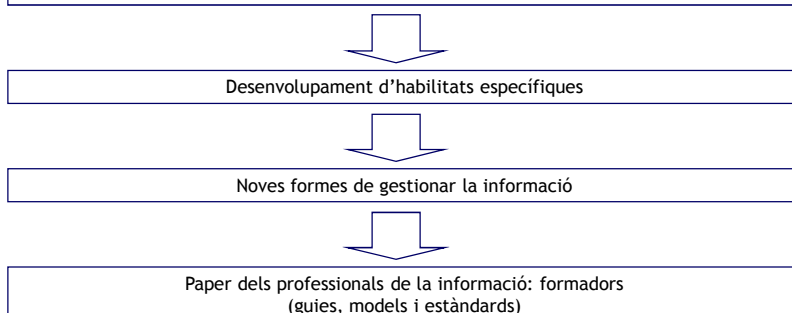 Desenvolupament d’habilitats específiques
Noves formes de gestionar la informació
Paper dels professionals de la informació: formadors
(guies, models i estàndards)